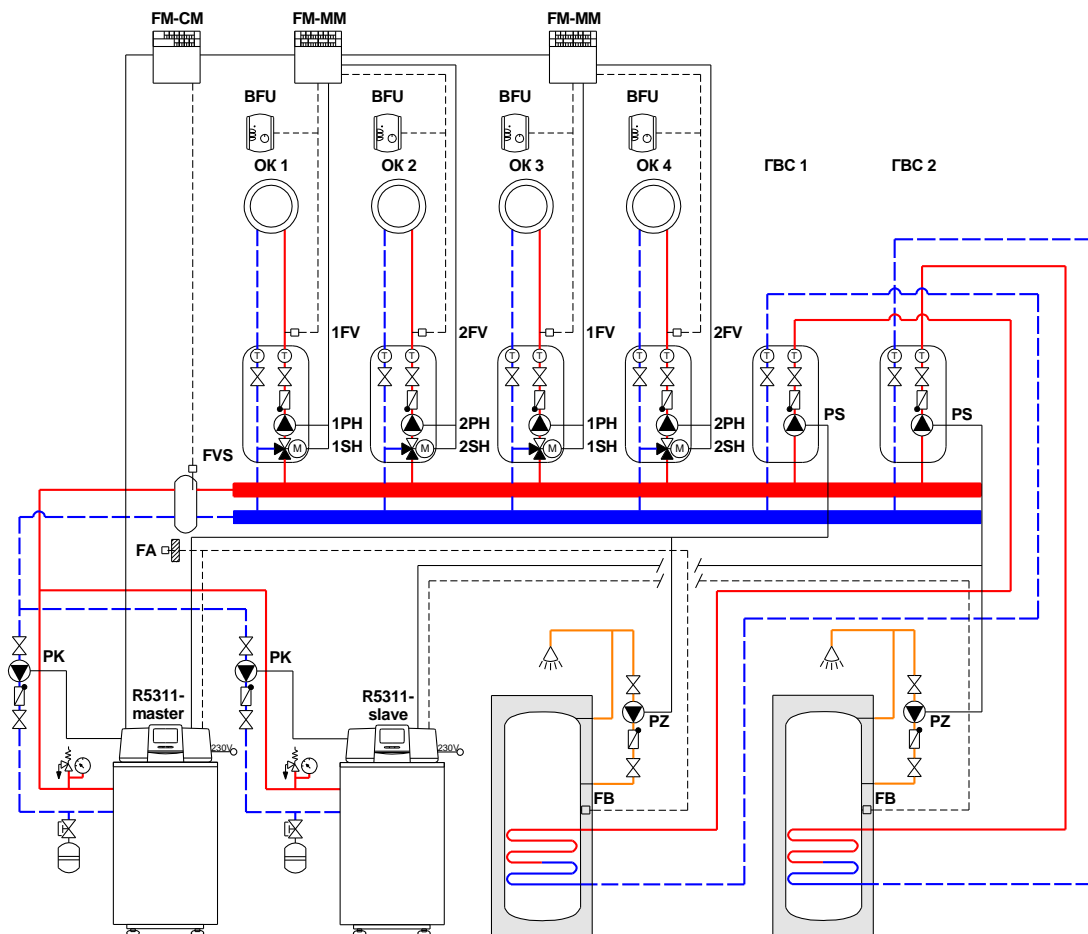 FM-CM
FM-MM
FM-MM
BFU
BFU
BFU
BFU
ОК 1
ОК 2
ОК 3
ОК 4
ГВС 1
ГВС 2
1FV
2FV
1FV
2FV
T
T
T
T
T
T
T
T
T
T
T
T
1PH
2PH
1PH
2PH
PS
PS
1SH
2SH
1SH
2SH
M
M
M
M
FVS
FA
PK
PK
R5311-
master
R5311-
slave
230V
230V
PZ
PZ
FB
FB